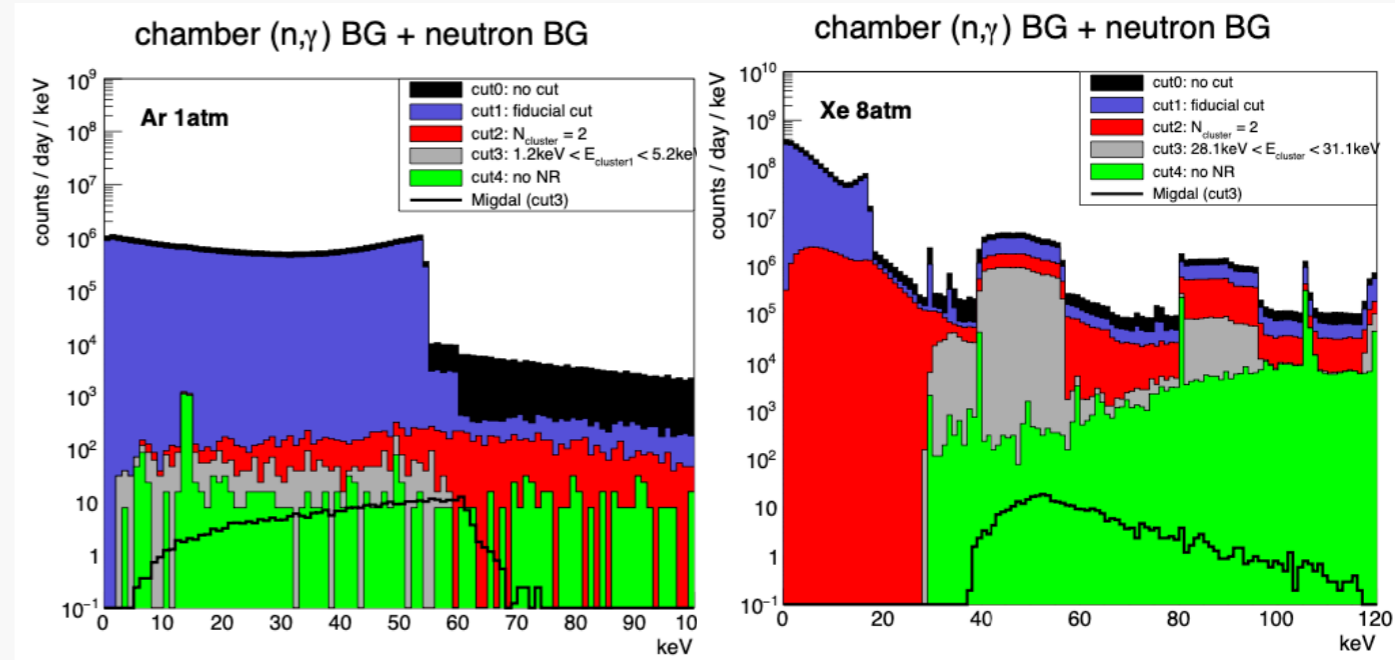 chamber (n,γ) BG + neutron BG
counts / day / keV
10⁹
10⁸
10⁷
10⁶
10⁵
10⁴
10³
10²
10
1
10⁻¹
Ar 1atm
cut0: no cut
cut1: fiducial cut
cut2: N_cluster = 2
cut3: 1.2keV < E_cluster1 < 5.2keV
cut4: no NR
Migdal (cut3)
0 10 20 30 40 50 60 70 80 90 10
keV
chamber (n,γ) BG + neutron BG
counts / day / keV
10¹⁰
10⁹
10⁸
10⁷
10⁶
10⁵
10⁴
10³
10²
10
1
10⁻¹
Xe 8atm
cut0: no cut
cut1: fiducial cut
cut2: N_cluster = 2
cut3: 28.1keV < E_cluster < 31.1keV
cut4: no NR
Migdal (cut3)
0 20 40 60 80 100 120
keV